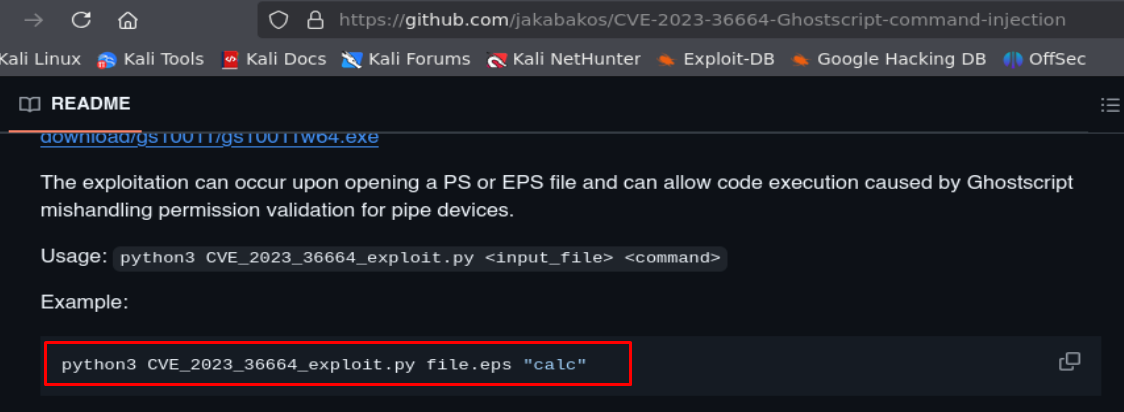 https://github.com/jakabakos/CVE-2023-36664-Ghostscript-command-injection
Kali Linux Kali Tools Kali Docs Kali Forums Kali NetHunter Exploit-DB Google Hacking DB OffSec
README
download/gs10011/gs10011w64.exe
The exploitation can occur upon opening a PS or EPS file and can allow code execution caused by Ghostscript
mishandling permission validation for pipe devices.
Usage: python3 CVE_2023_36664_exploit.py <input_file> <command>
Example:
python3 CVE_2023_36664_exploit.py file.eps "calc"